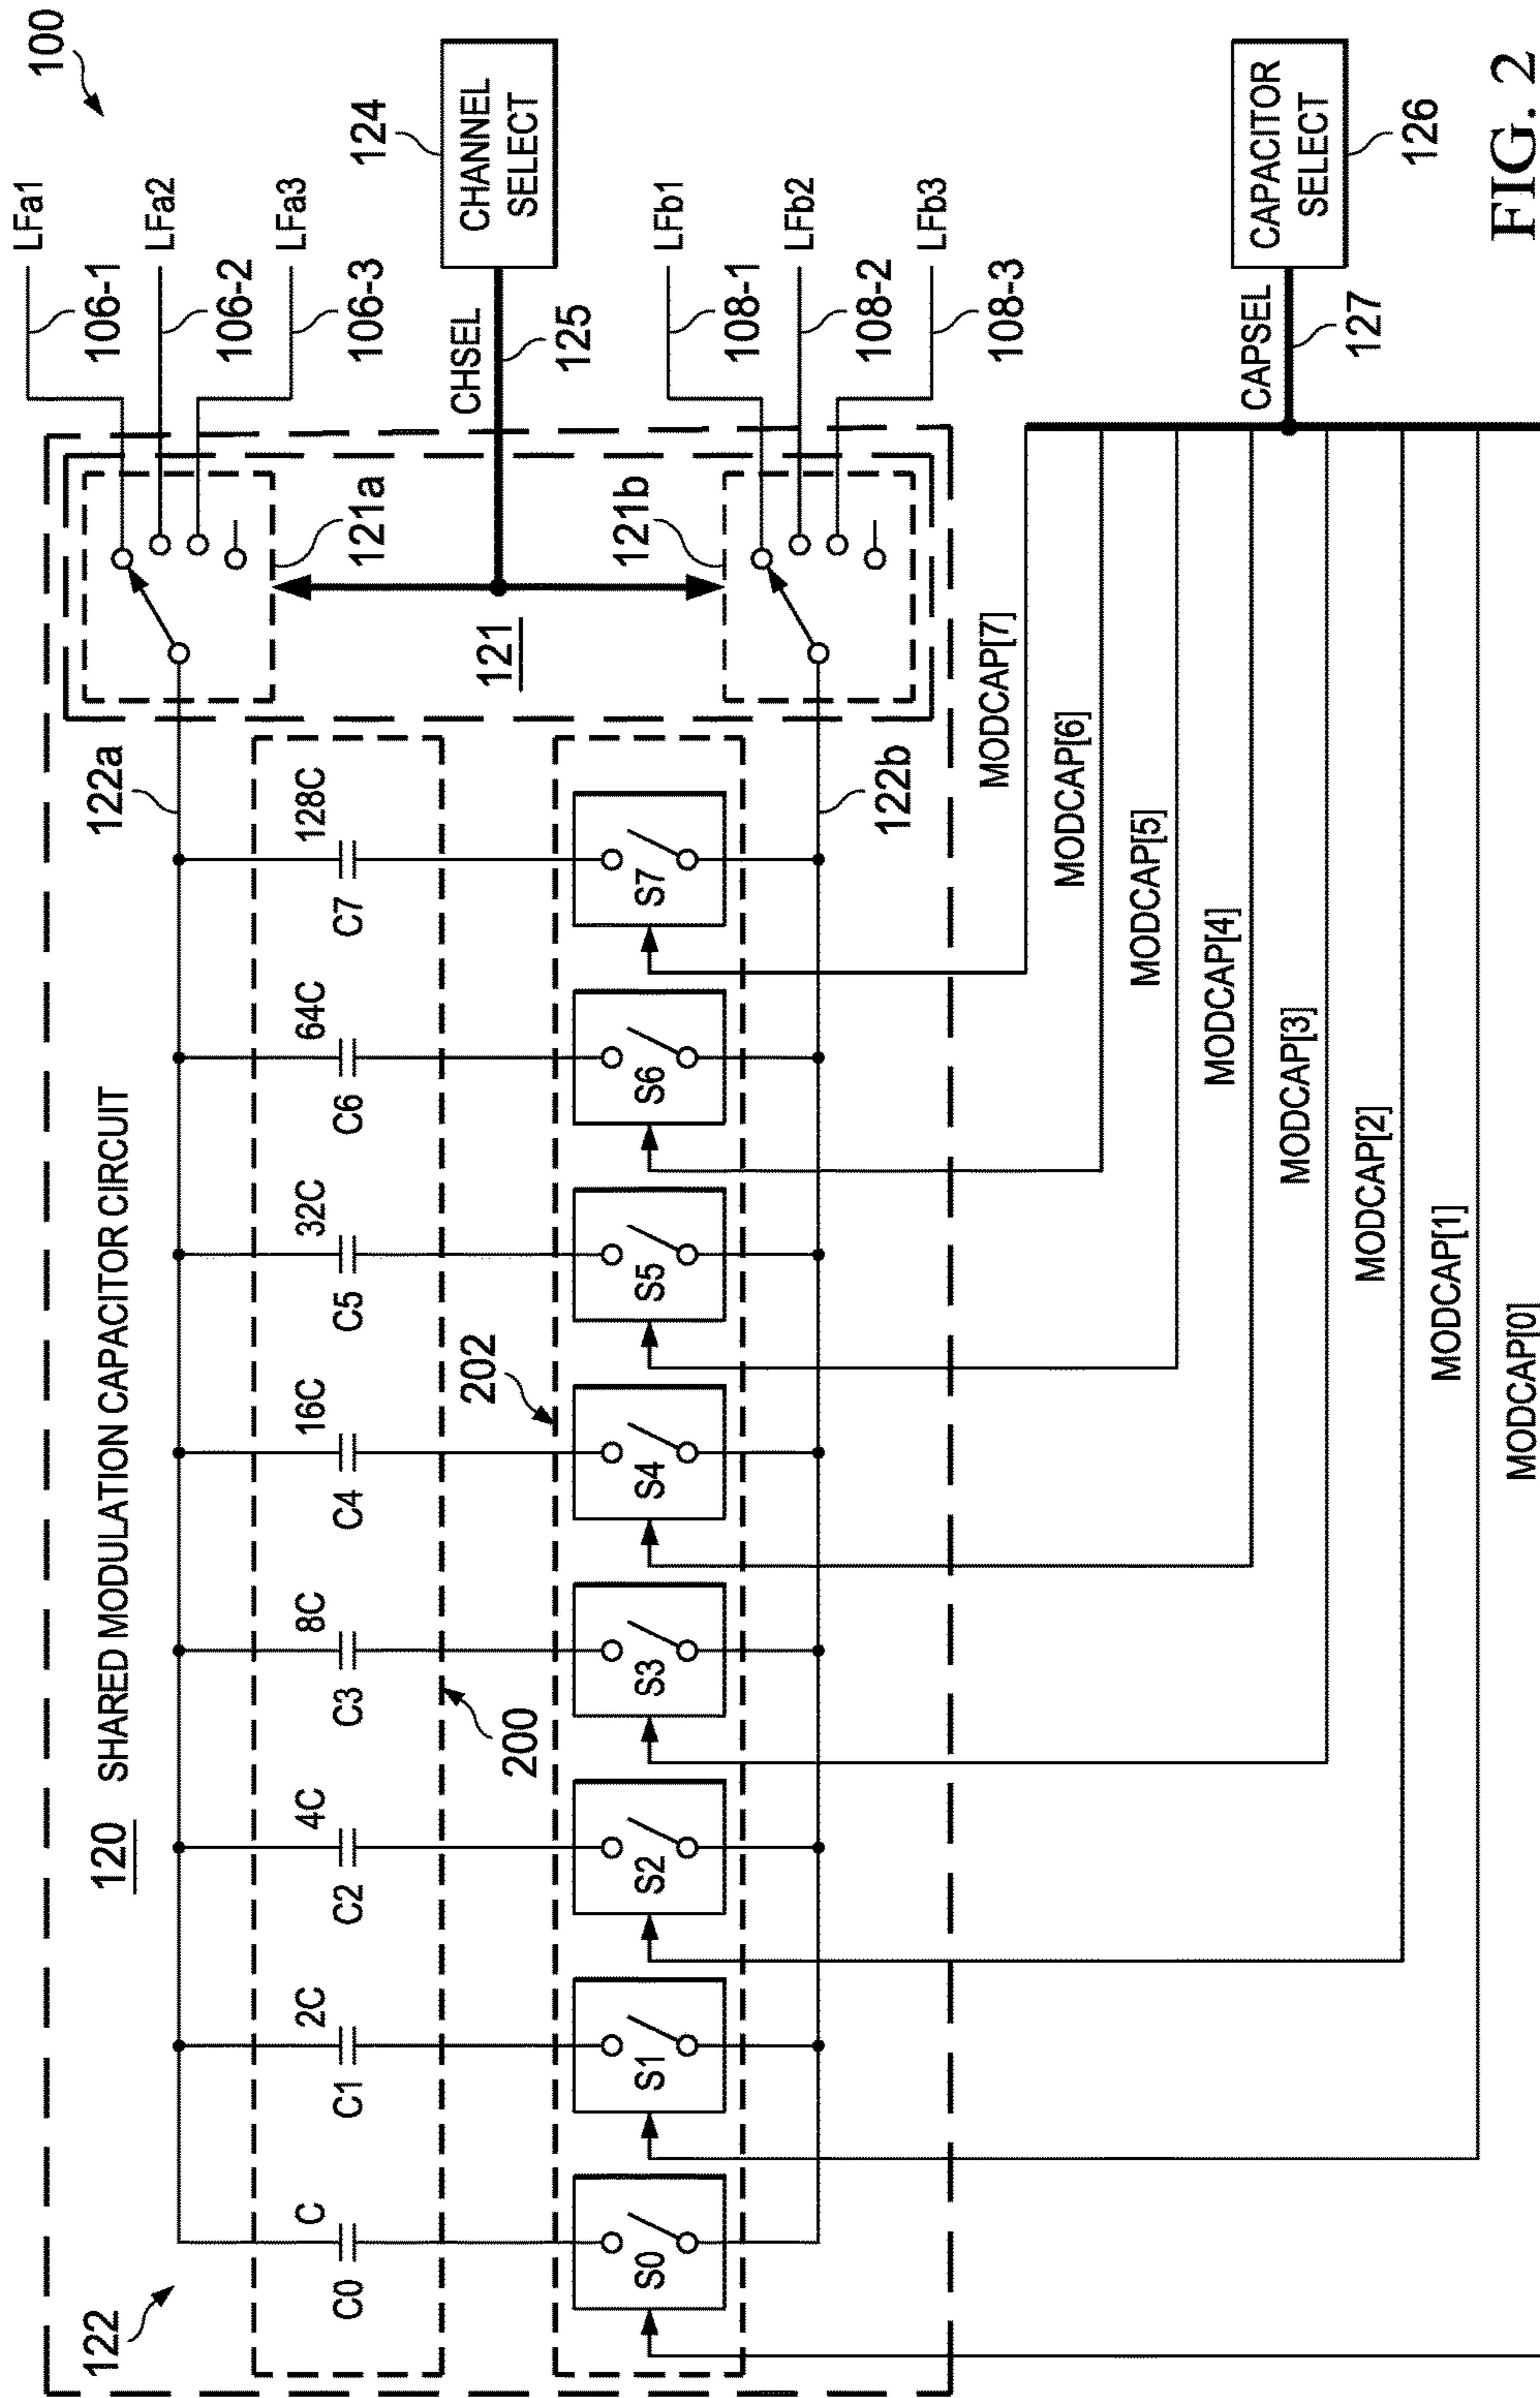 100
120 SHARED MODULATION CAPACITOR CIRCUIT
122
122a
LFa1
106-1
LFa2
106-2
LFa3
106-3
C
2C
4C
8C
16C
32C
64C
128C
C0
C1
C2
C3
C4
C5
C6
C7
121a
200
202
121
CHSEL
125
124
CHANNEL
SELECT
S0
S1
S2
S3
S4
S5
S6
S7
121b
122b
LFb1
108-1
LFb2
108-2
LFb3
108-3
MODCAP[7]
MODCAP[6]
MODCAP[5]
MODCAP[4]
MODCAP[3]
MODCAP[2]
MODCAP[1]
MODCAP[0]
CAPSEL
127
CAPACITOR
SELECT
126
FIG. 2